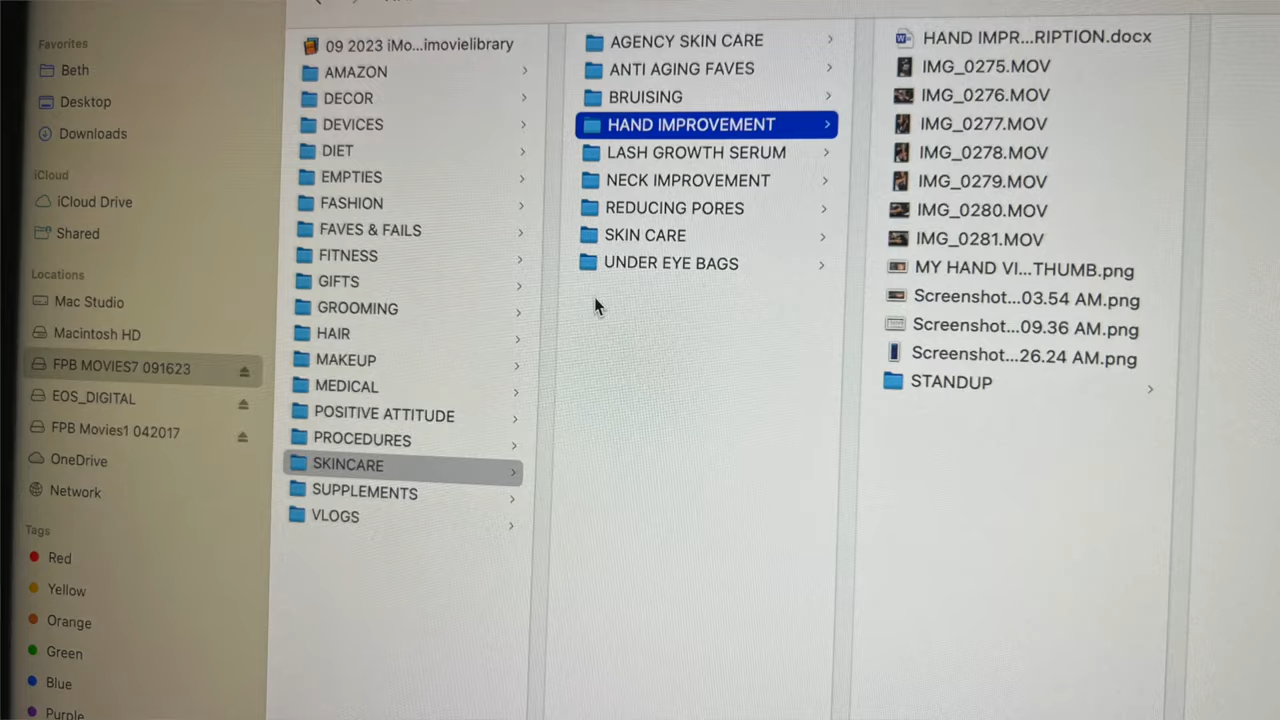 Favorites
Beth
Desktop
Downloads
iCloud
iCloud Drive
Shared
Locations
Mac Studio
Macintosh HD
FPB MOVIES7 091623
EOS_DIGITAL
FPB Movies1 042017
OneDrive
Network
Tags
Red
Yellow
Orange
Green
Blue
Purple
09 2023 iMo...imovielibrary
AMAZON
DECOR
DEVICES
DIET
EMPTIES
FASHION
FAVES & FAILS
FITNESS
GIFTS
GROOMING
HAIR
MAKEUP
MEDICAL
POSITIVE ATTITUDE
PROCEDURES
SKINCARE
SUPPLEMENTS
VLOGS
AGENCY SKIN CARE
ANTI AGING FAVES
BRUISING
HAND IMPROVEMENT
LASH GROWTH SERUM
NECK IMPROVEMENT
REDUCING PORES
SKIN CARE
UNDER EYE BAGS
HAND IMPR...RIPTION.docx
IMG_0275.MOV
IMG_0276.MOV
IMG_0277.MOV
IMG_0278.MOV
IMG_0279.MOV
IMG_0280.MOV
IMG_0281.MOV
MY HAND VI...THUMB.png
Screenshot...03.54 AM.png
Screenshot...09.36 AM.png
Screenshot...26.24 AM.png
STANDUP